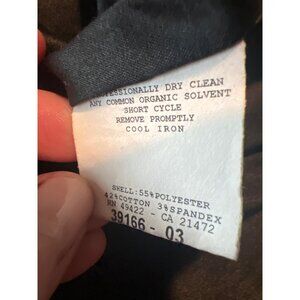 PROFESSIONALLY DRY CLEAN
ANY COMMON ORGANIC SOLVENT
SHORT CYCLE
REMOVE PROMPTLY
COOL IRON
SHELL:55%POLYESTER
42%COTTON 3%SPANDEX
RN 49422 - CA 21472
39166 - 03